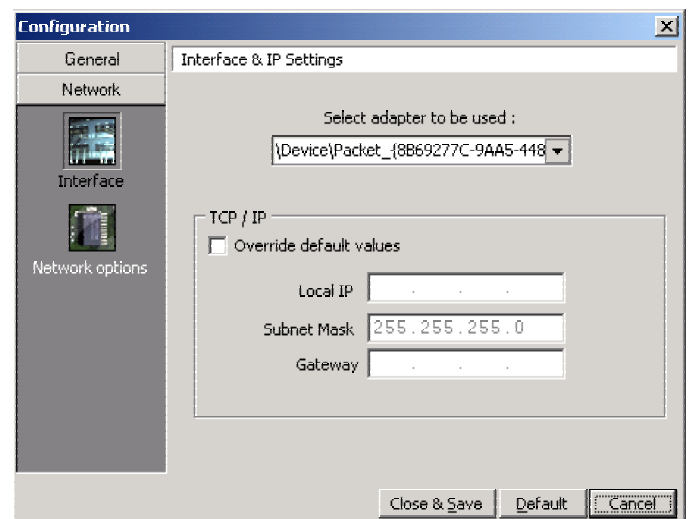 Configuration
General
Network
Interface
Network options
Interface & IP Settings
Select adapter to be used :
\Device\Packet_{8B69277C-9AA5-448
TCP / IP
Override default values
Local IP . . .
Subnet Mask 255.255.255.0
Gateway . . .
Close & Save Default Cancel